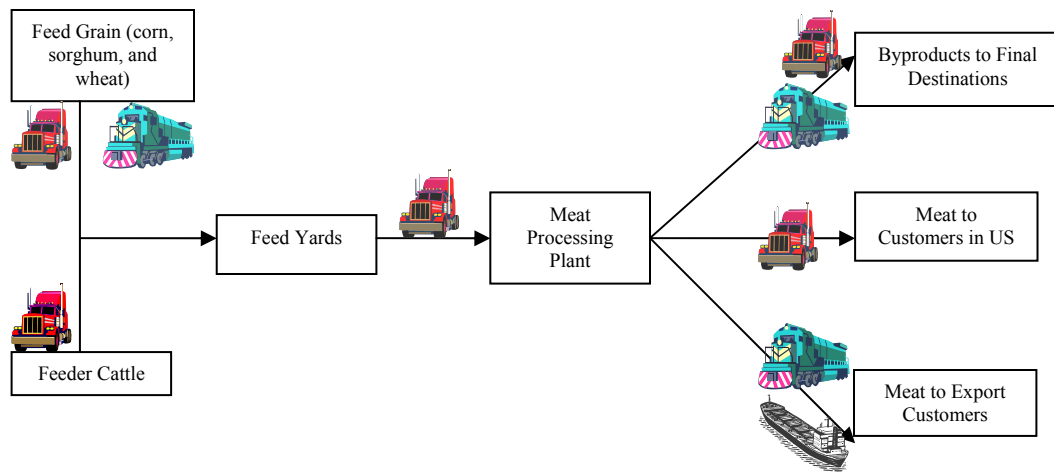 Feed Grain (corn,
sorghum, and
wheat)
Byproducts to Final
Destinations
Feed Yards
Meat
Processing
Plant
Meat to
Customers in US
Feeder Cattle
Meat to Export
Customers